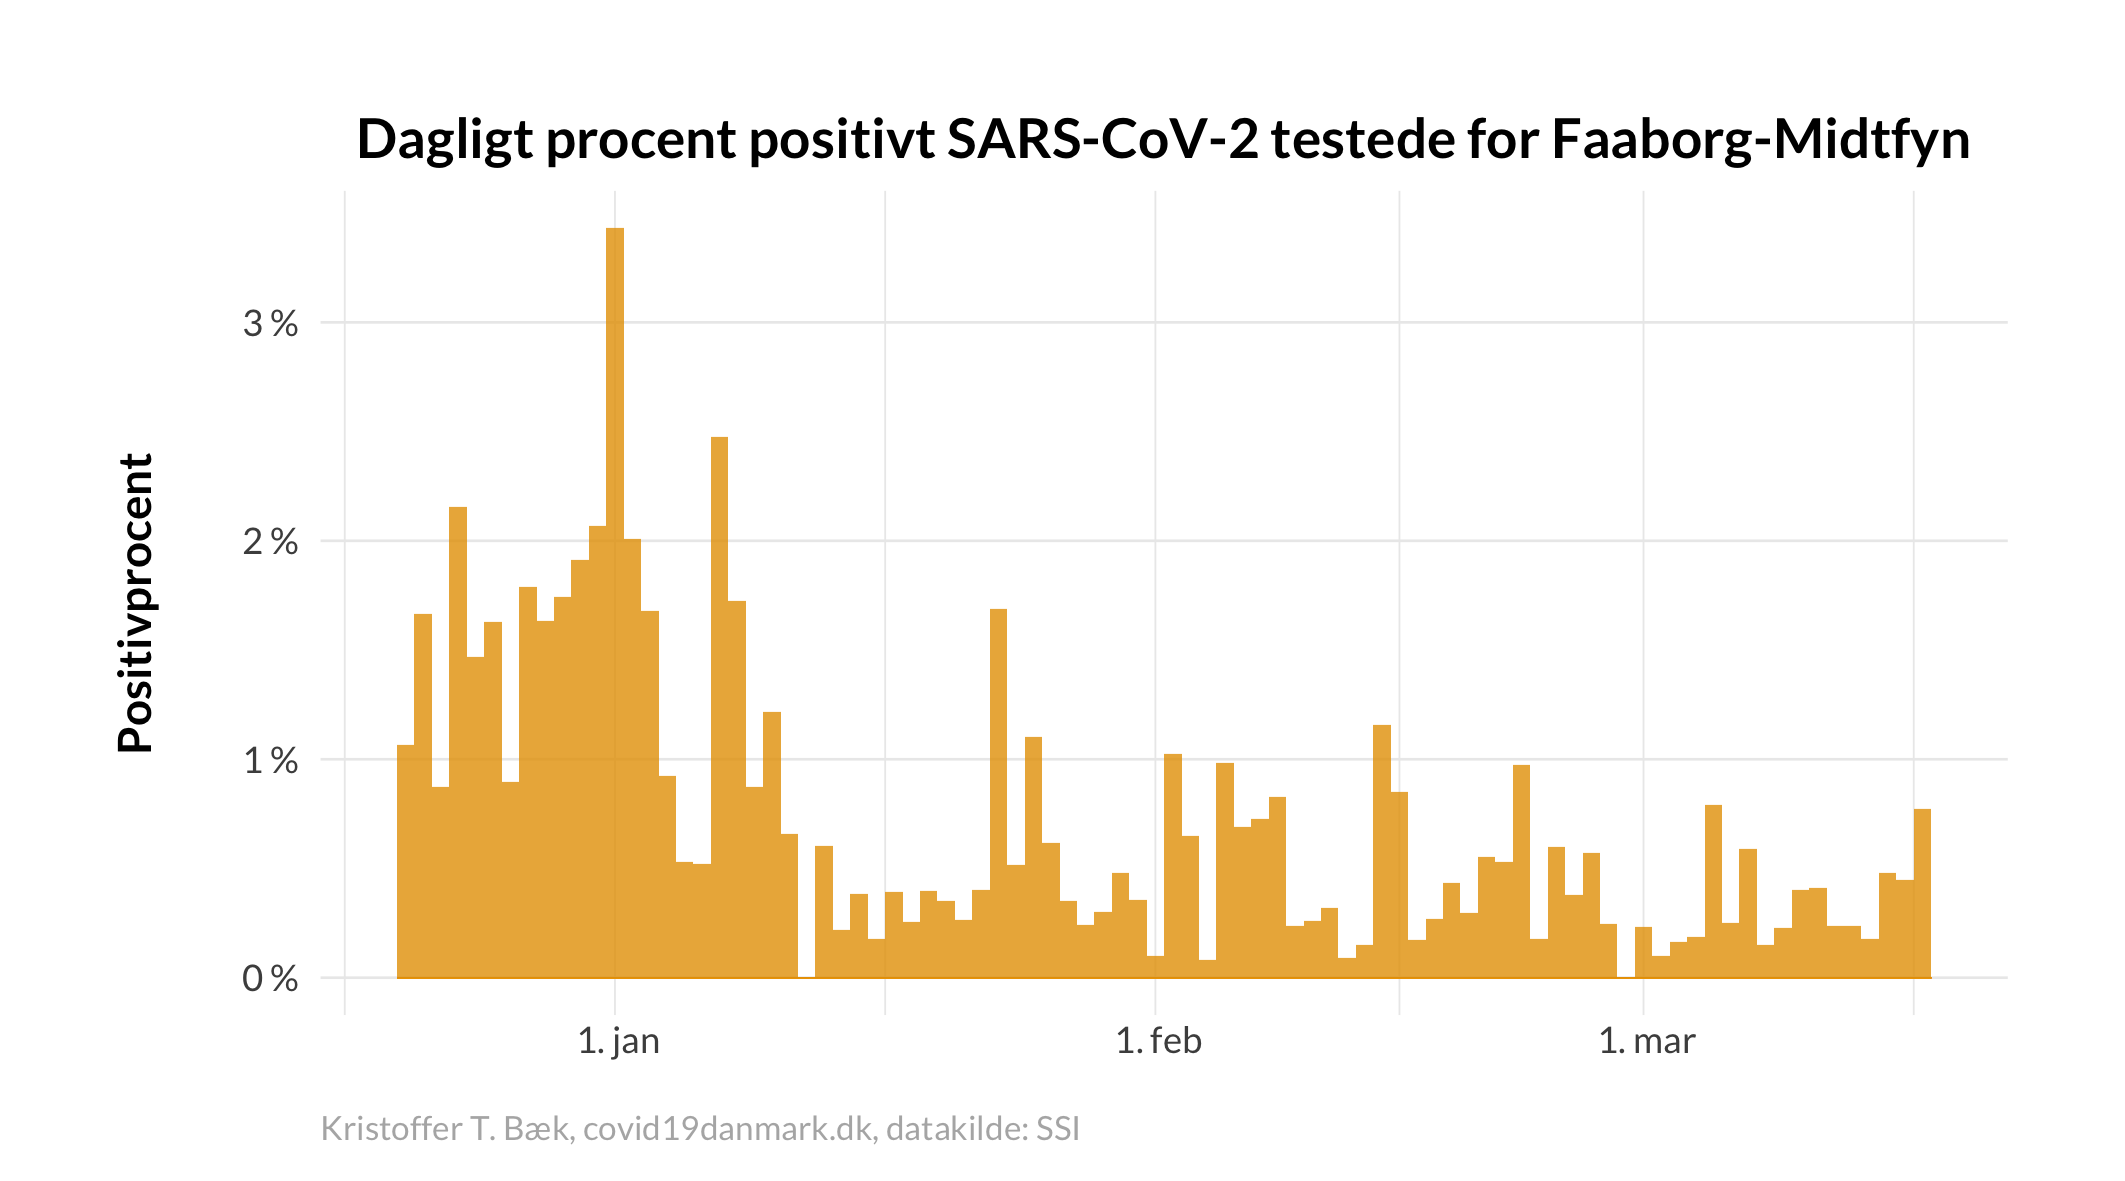 Dagligt procent positivt SARS-CoV-2 testede for Faaborg-Midtfyn
Positivprocent
3 %
2 %
1 %
0 %
1. jan
1. feb
1. mar
Kristoffer T. Bæk, covid19danmark.dk, datakilde: SSI